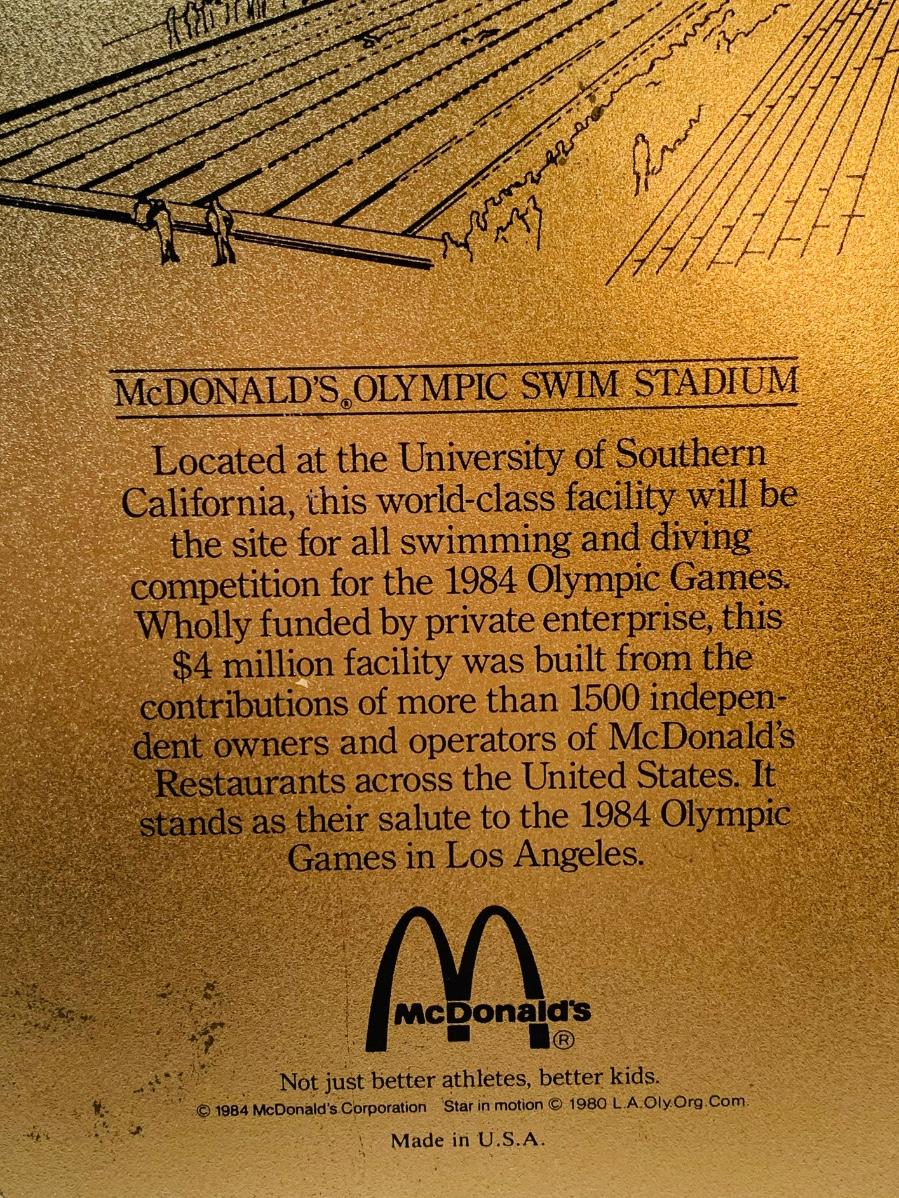 McDONALD'S® OLYMPIC SWIM STADIUM
Located at the University of Southern
California, this world-class facility will be
the site for all swimming and diving
competition for the 1984 Olympic Games.
Wholly funded by private enterprise, this
$4 million facility was built from the
contributions of more than 1500 indepen-
dent owners and operators of McDonald's
Restaurants across the United States. It
stands as their salute to the 1984 Olympic
Games in Los Angeles.
McDonald's
®
Not just better athletes, better kids.
© 1984 McDonald's Corporation Star in motion © 1980 L.A.Oly.Org.Com.
Made in U.S.A.